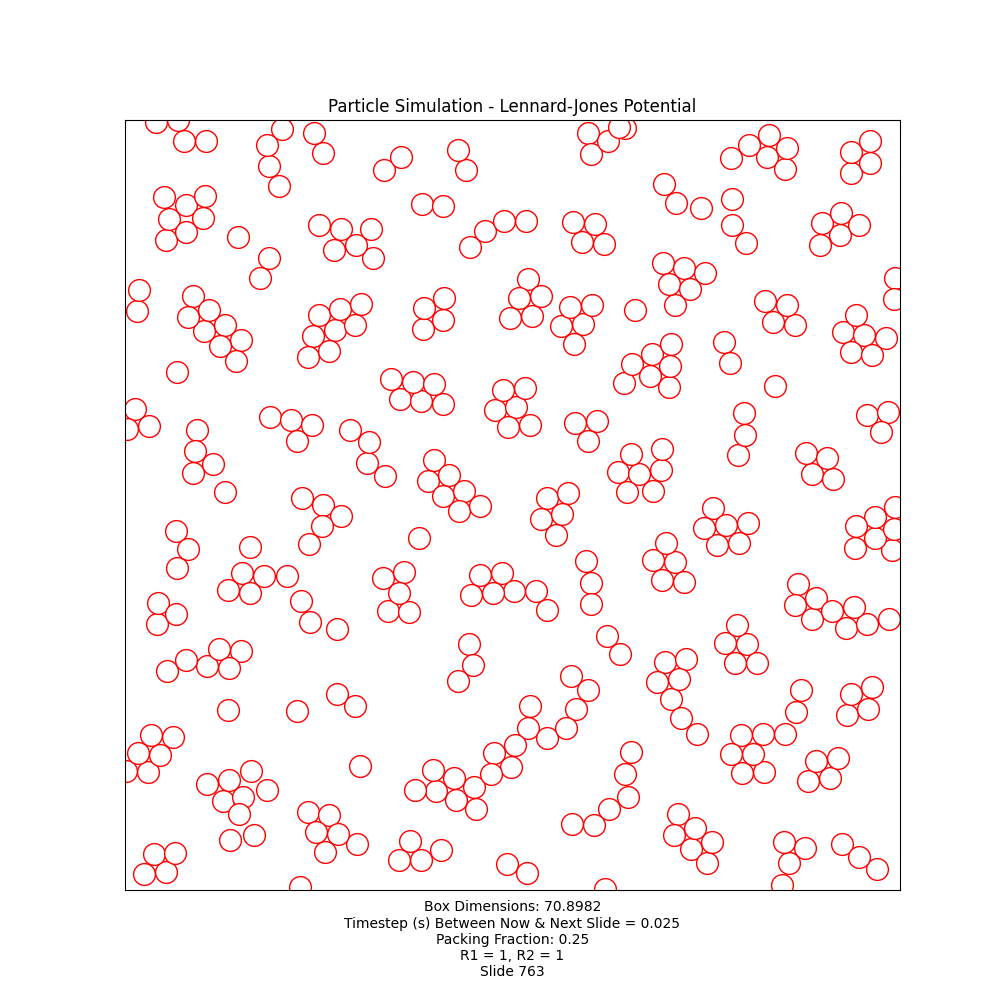 Particle Simulation - Lennard-Jones Potential
Box Dimensions: 70.8982
Timestep (s) Between Now & Next Slide = 0.025
Packing Fraction: 0.25
R1 = 1, R2 = 1
Slide 763